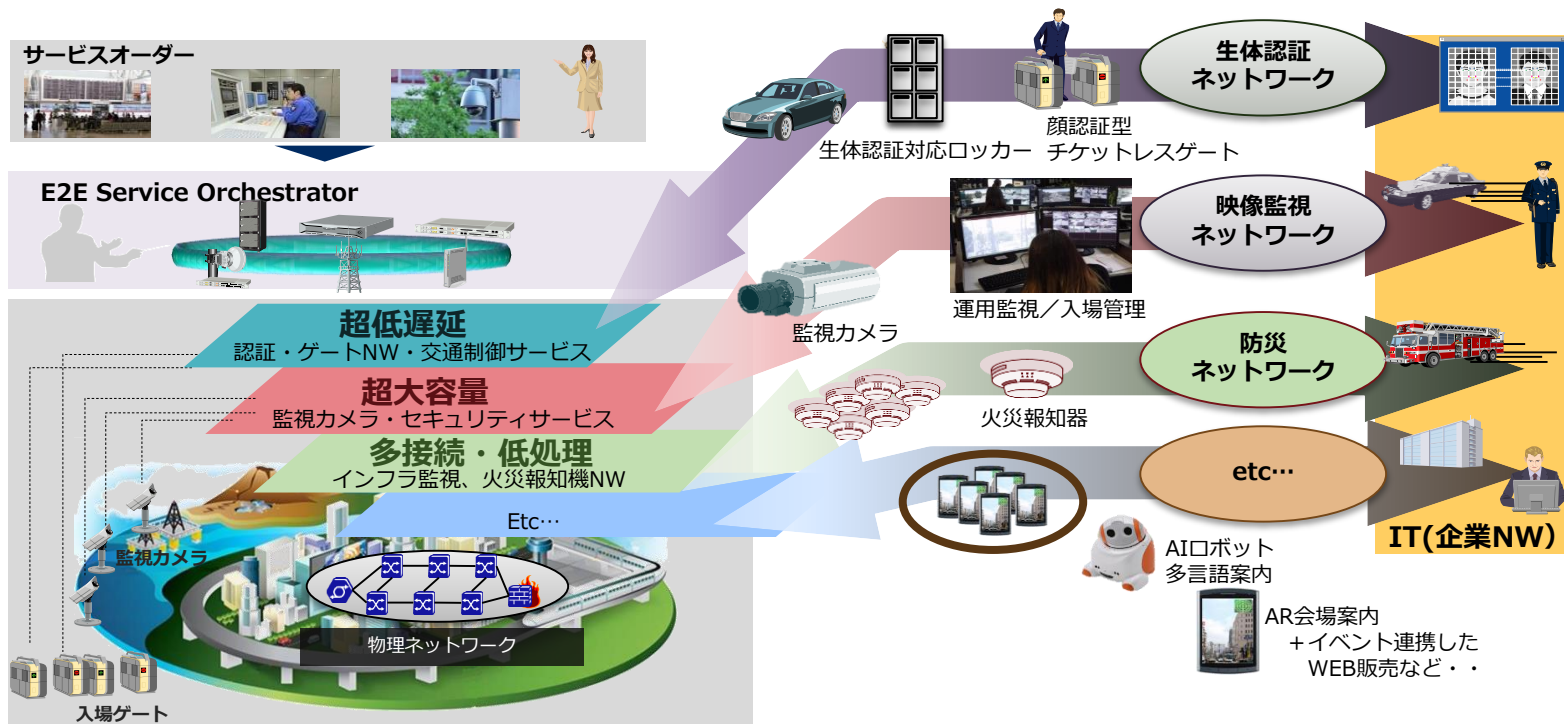 サービスオーダー
E2E Service Orchestrator
超低遅延
認証・ゲートNW・交通制御サービス
超大容量
監視カメラ・セキュリティサービス
多接続・低処理
インフラ監視、火災報知機NW
Etc…
監視カメラ
物理ネットワーク
入場ゲート
生体認証対応ロッカー
顔認証型
チケットレスゲート
生体認証
ネットワーク
監視カメラ
運用監視／入場管理
映像監視
ネットワーク
火災報知器
防災
ネットワーク
etc…
AIロボット
多言語案内
AR会場案内
＋イベント連携した
WEB販売など・・
IT(企業NW）